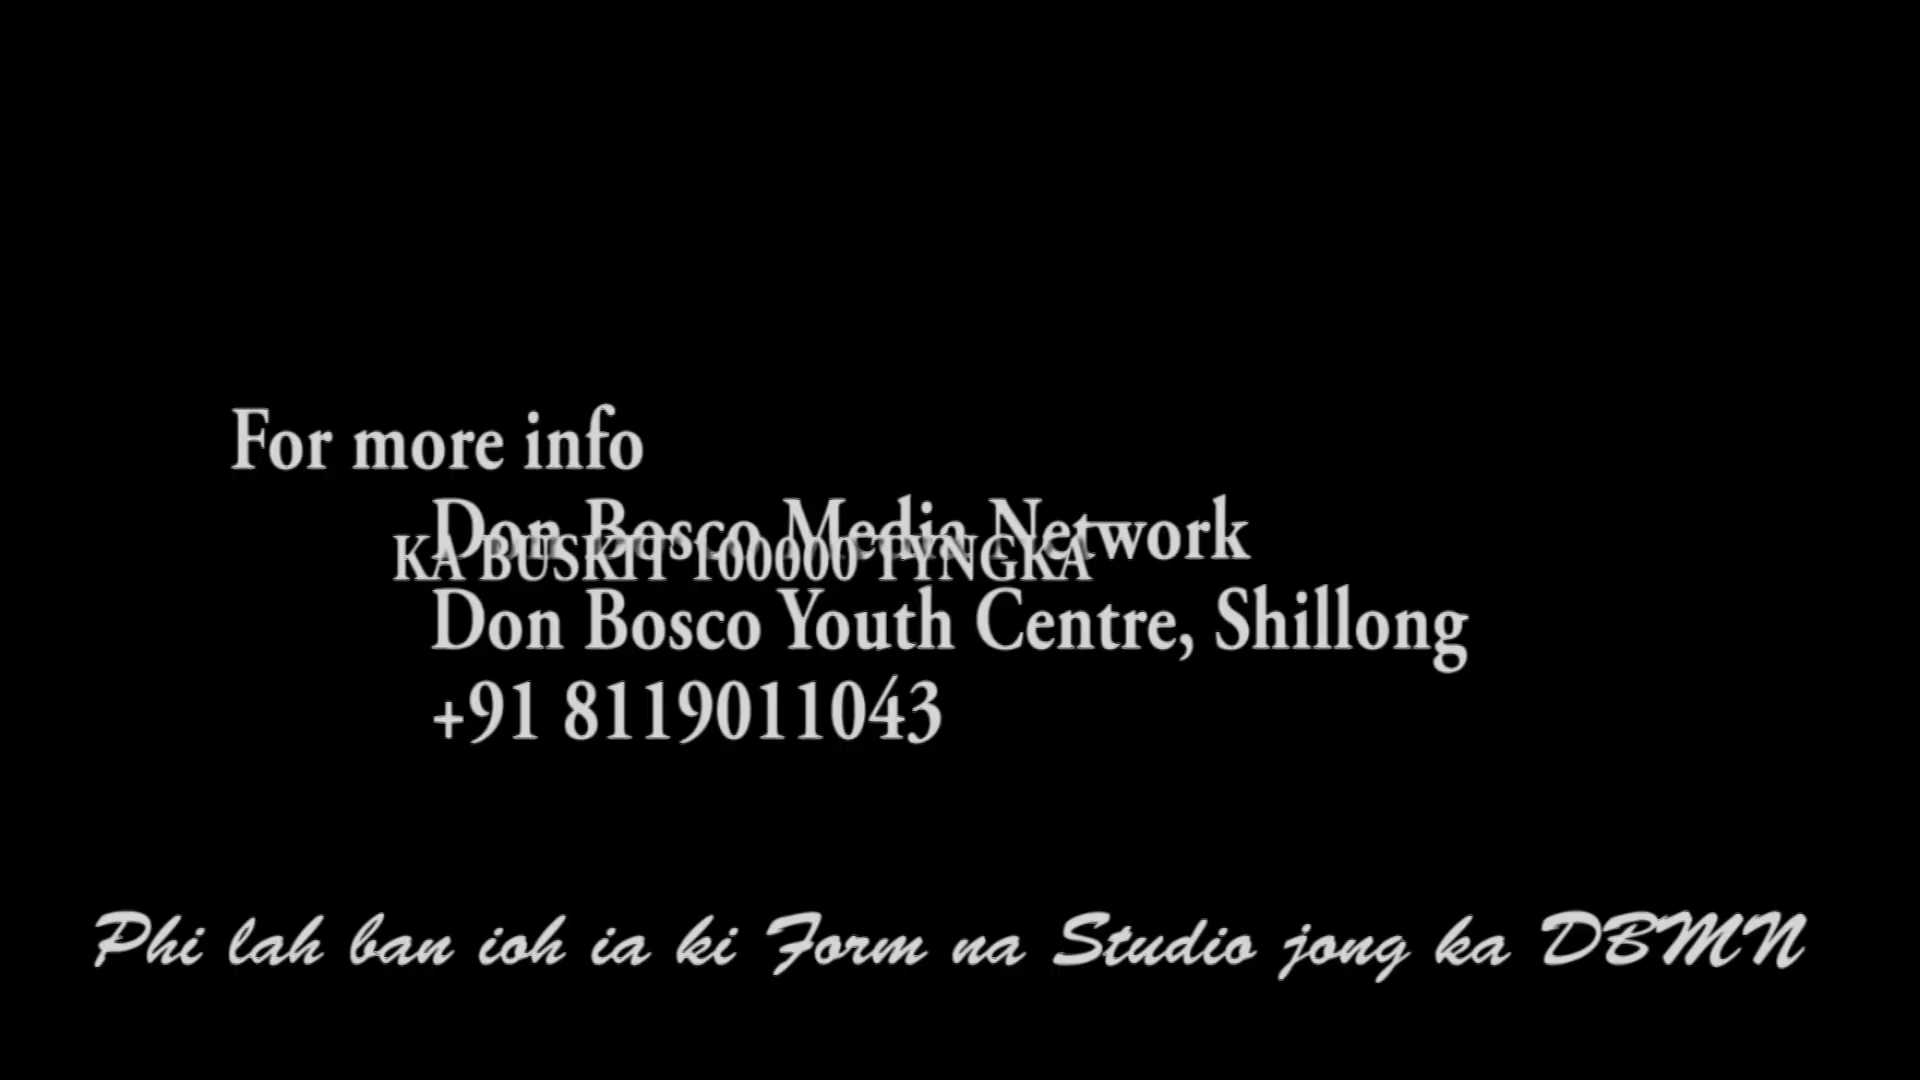 For more info
Don Bosco Media Network
KA BUSKIT 100000 TYNGKA
Don Bosco Youth Centre, Shillong
+91 8119011043
Phi lah ban ioh ia ki Form na Studio jong ka DBMN